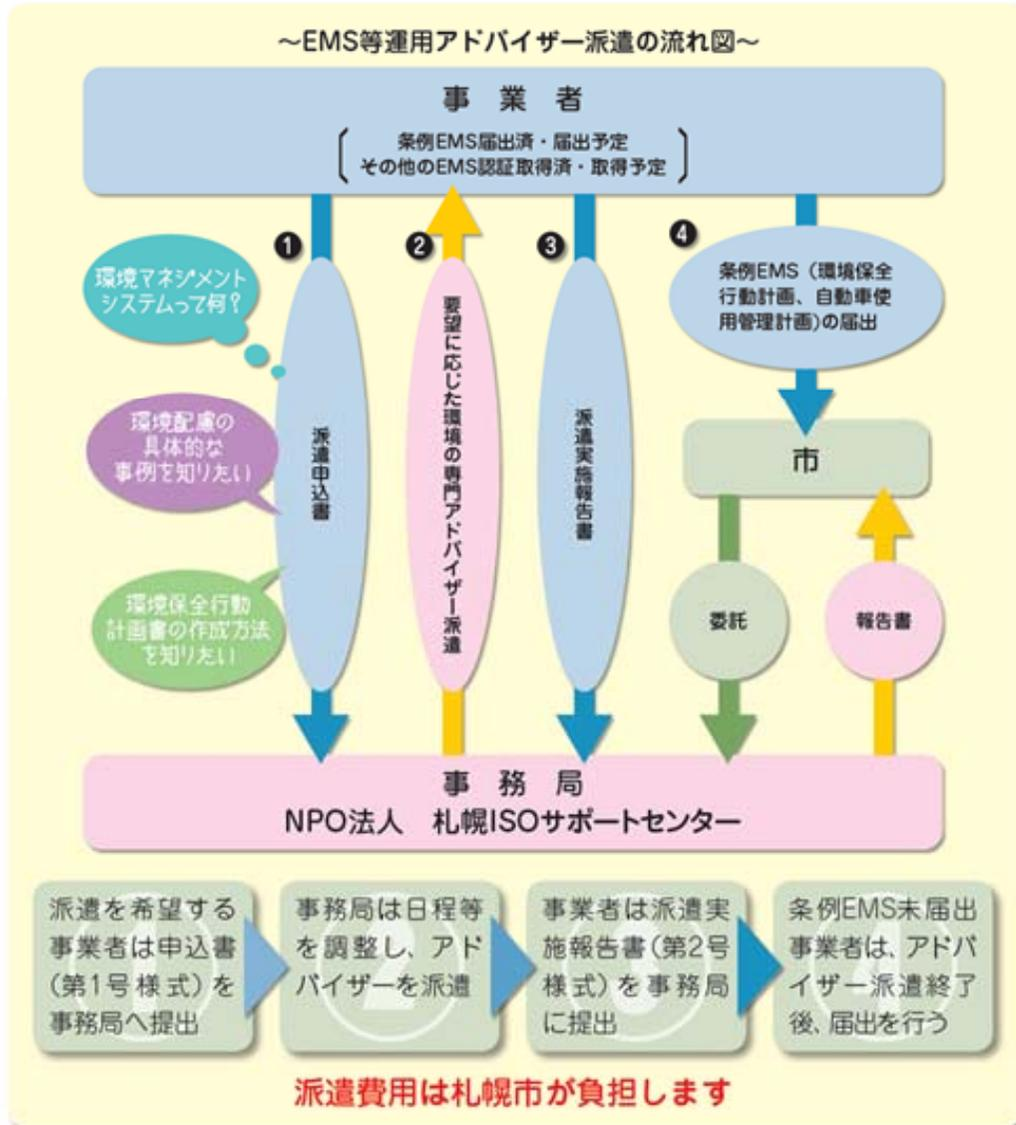 ～EMS等運用アドバイザー派遣の流れ図～
事業者
条例EMS届出済・届出予定
その他のEMS認証取得済・取得予定
❶
❷
❸
❹
環境マネジメント
システムって何？
環境配慮の
具体的な
事例を知りたい
環境保全行動
計画書の作成方法
を知りたい
派遣申込書
要望に応じた環境の専門アドバイザー派遣
派遣実施報告書
条例EMS（環境保全
行動計画、自動車使
用管理計画）の届出
市
委託
報告書
事務局
NPO法人　札幌ISOサポートセンター
派遣を希望する
事業者は申込書
（第1号様式）を
事務局へ提出
事務局は日程等
を調整し、アド
バイザーを派遣
事業者は派遣実
施報告書（第2号
様式）を事務局
に提出
条例EMS未届出
事業者は、アドバ
イザー派遣終了
後、届出を行う
派遣費用は札幌市が負担します